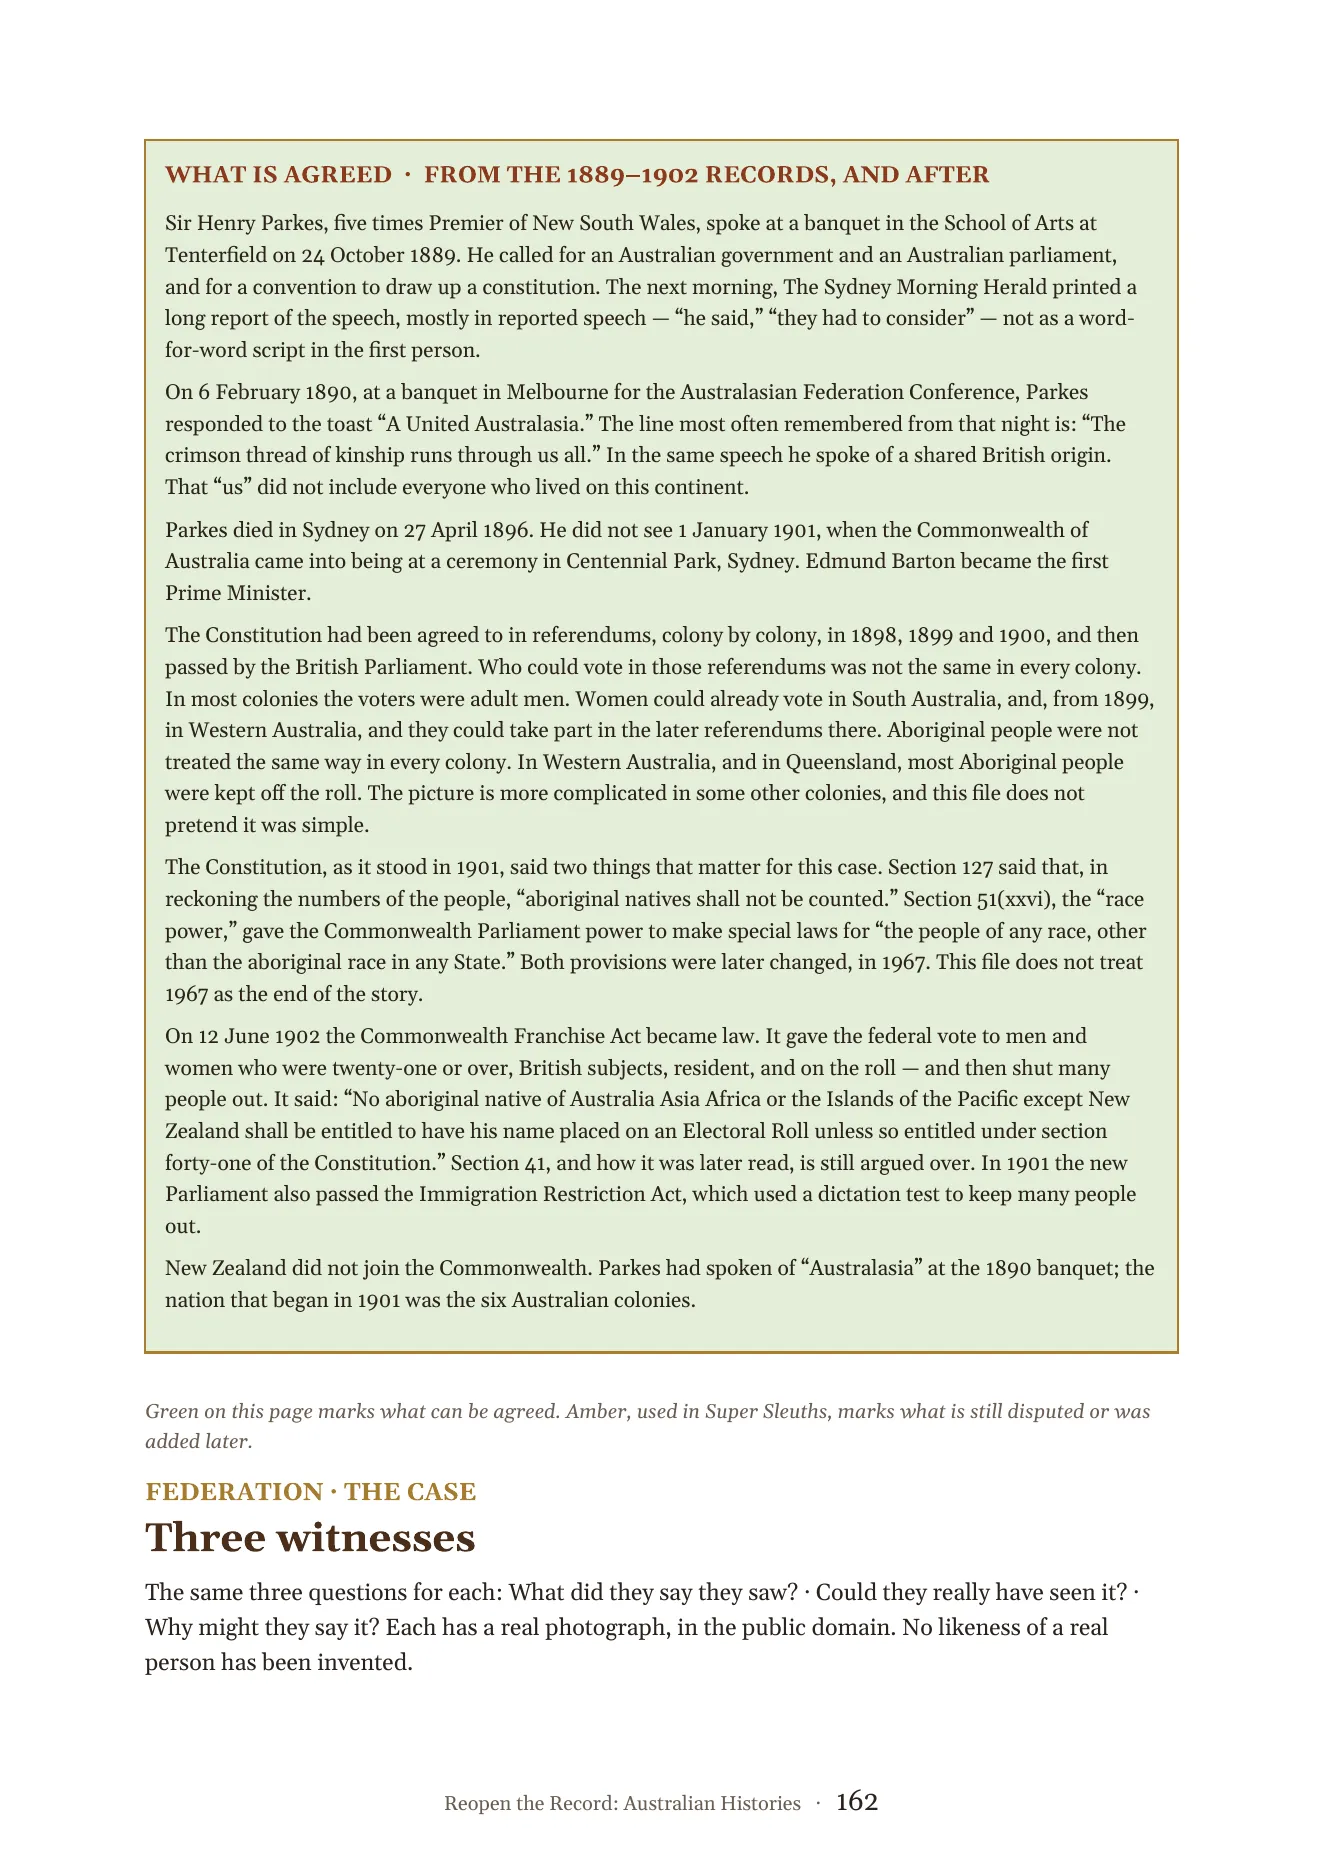 WHAT IS AGREED · FROM THE 1889–1902 RECORDS, AND AFTER
Sir Henry Parkes, five times Premier of New South Wales, spoke at a banquet in the School of Arts at
Tenterfield on 24 October 1889. He called for an Australian government and an Australian parliament,
and for a convention to draw up a constitution. The next morning, The Sydney Morning Herald printed a
long report of the speech, mostly in reported speech — “he said,” “they had to consider” — not as a word-
for-word script in the first person.
On 6 February 1890, at a banquet in Melbourne for the Australasian Federation Conference, Parkes
responded to the toast “A United Australasia.” The line most often remembered from that night is: “The
crimson thread of kinship runs through us all.” In the same speech he spoke of a shared British origin.
That “us” did not include everyone who lived on this continent.
Parkes died in Sydney on 27 April 1896. He did not see 1 January 1901, when the Commonwealth of
Australia came into being at a ceremony in Centennial Park, Sydney. Edmund Barton became the first
Prime Minister.
The Constitution had been agreed to in referendums, colony by colony, in 1898, 1899 and 1900, and then
passed by the British Parliament. Who could vote in those referendums was not the same in every colony.
In most colonies the voters were adult men. Women could already vote in South Australia, and, from 1899,
in Western Australia, and they could take part in the later referendums there. Aboriginal people were not
treated the same way in every colony. In Western Australia, and in Queensland, most Aboriginal people
were kept off the roll. The picture is more complicated in some other colonies, and this file does not
pretend it was simple.
The Constitution, as it stood in 1901, said two things that matter for this case. Section 127 said that, in
reckoning the numbers of the people, “aboriginal natives shall not be counted.” Section 51(xxvi), the “race
power,” gave the Commonwealth Parliament power to make special laws for “the people of any race, other
than the aboriginal race in any State.” Both provisions were later changed, in 1967. This file does not treat
1967 as the end of the story.
On 12 June 1902 the Commonwealth Franchise Act became law. It gave the federal vote to men and
women who were twenty-one or over, British subjects, resident, and on the roll — and then shut many
people out. It said: “No aboriginal native of Australia Asia Africa or the Islands of the Pacific except New
Zealand shall be entitled to have his name placed on an Electoral Roll unless so entitled under section
forty-one of the Constitution.” Section 41, and how it was later read, is still argued over. In 1901 the new
Parliament also passed the Immigration Restriction Act, which used a dictation test to keep many people
out.
New Zealand did not join the Commonwealth. Parkes had spoken of “Australasia” at the 1890 banquet; the
nation that began in 1901 was the six Australian colonies.
Green on this page marks what can be agreed. Amber, used in Super Sleuths, marks what is still disputed or was
added later.
FEDERATION · THE CASE
Three witnesses
The same three questions for each: What did they say they saw? · Could they really have seen it? ·
Why might they say it? Each has a real photograph, in the public domain. No likeness of a real
person has been invented.
Reopen the Record: Australian Histories · 162